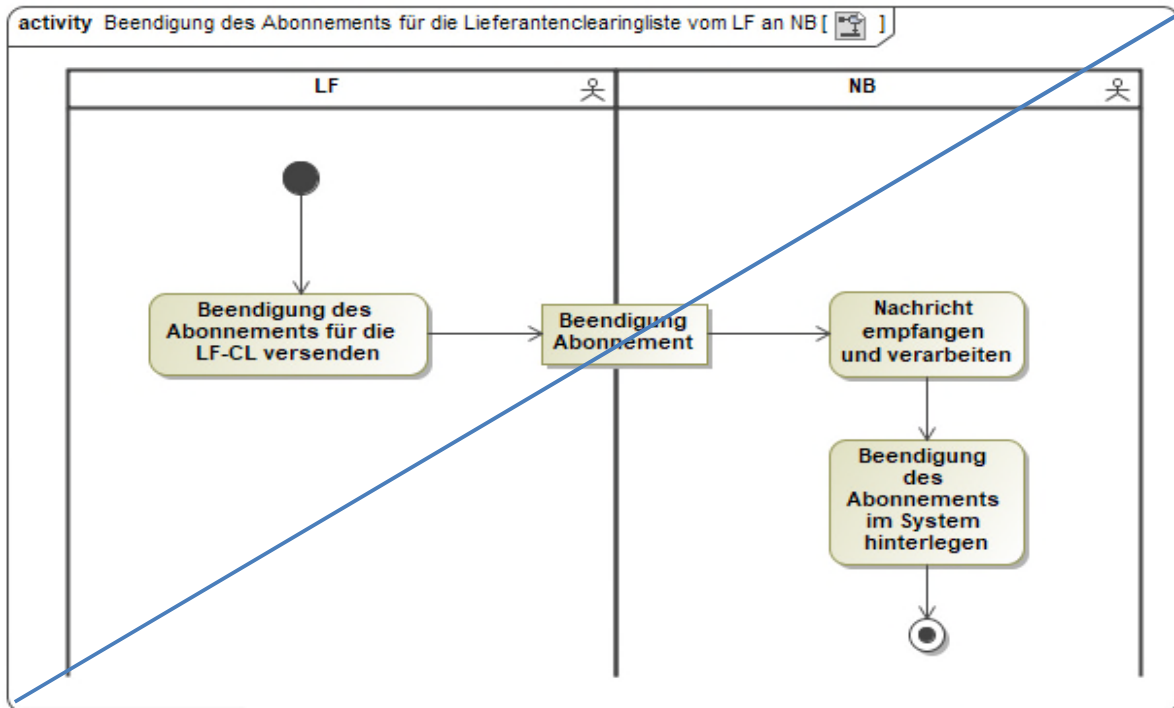 activity Beendigung des Abonnements für die Lieferantenclearingliste vom LF an NB [ ]
LF
NB
Beendigung des
Abonnements für die
LF-CL versenden
Beendigung
Abonnement
Nachricht
empfangen
und verarbeiten
Beendigung
des
Abonnements
im System
hinterlegen